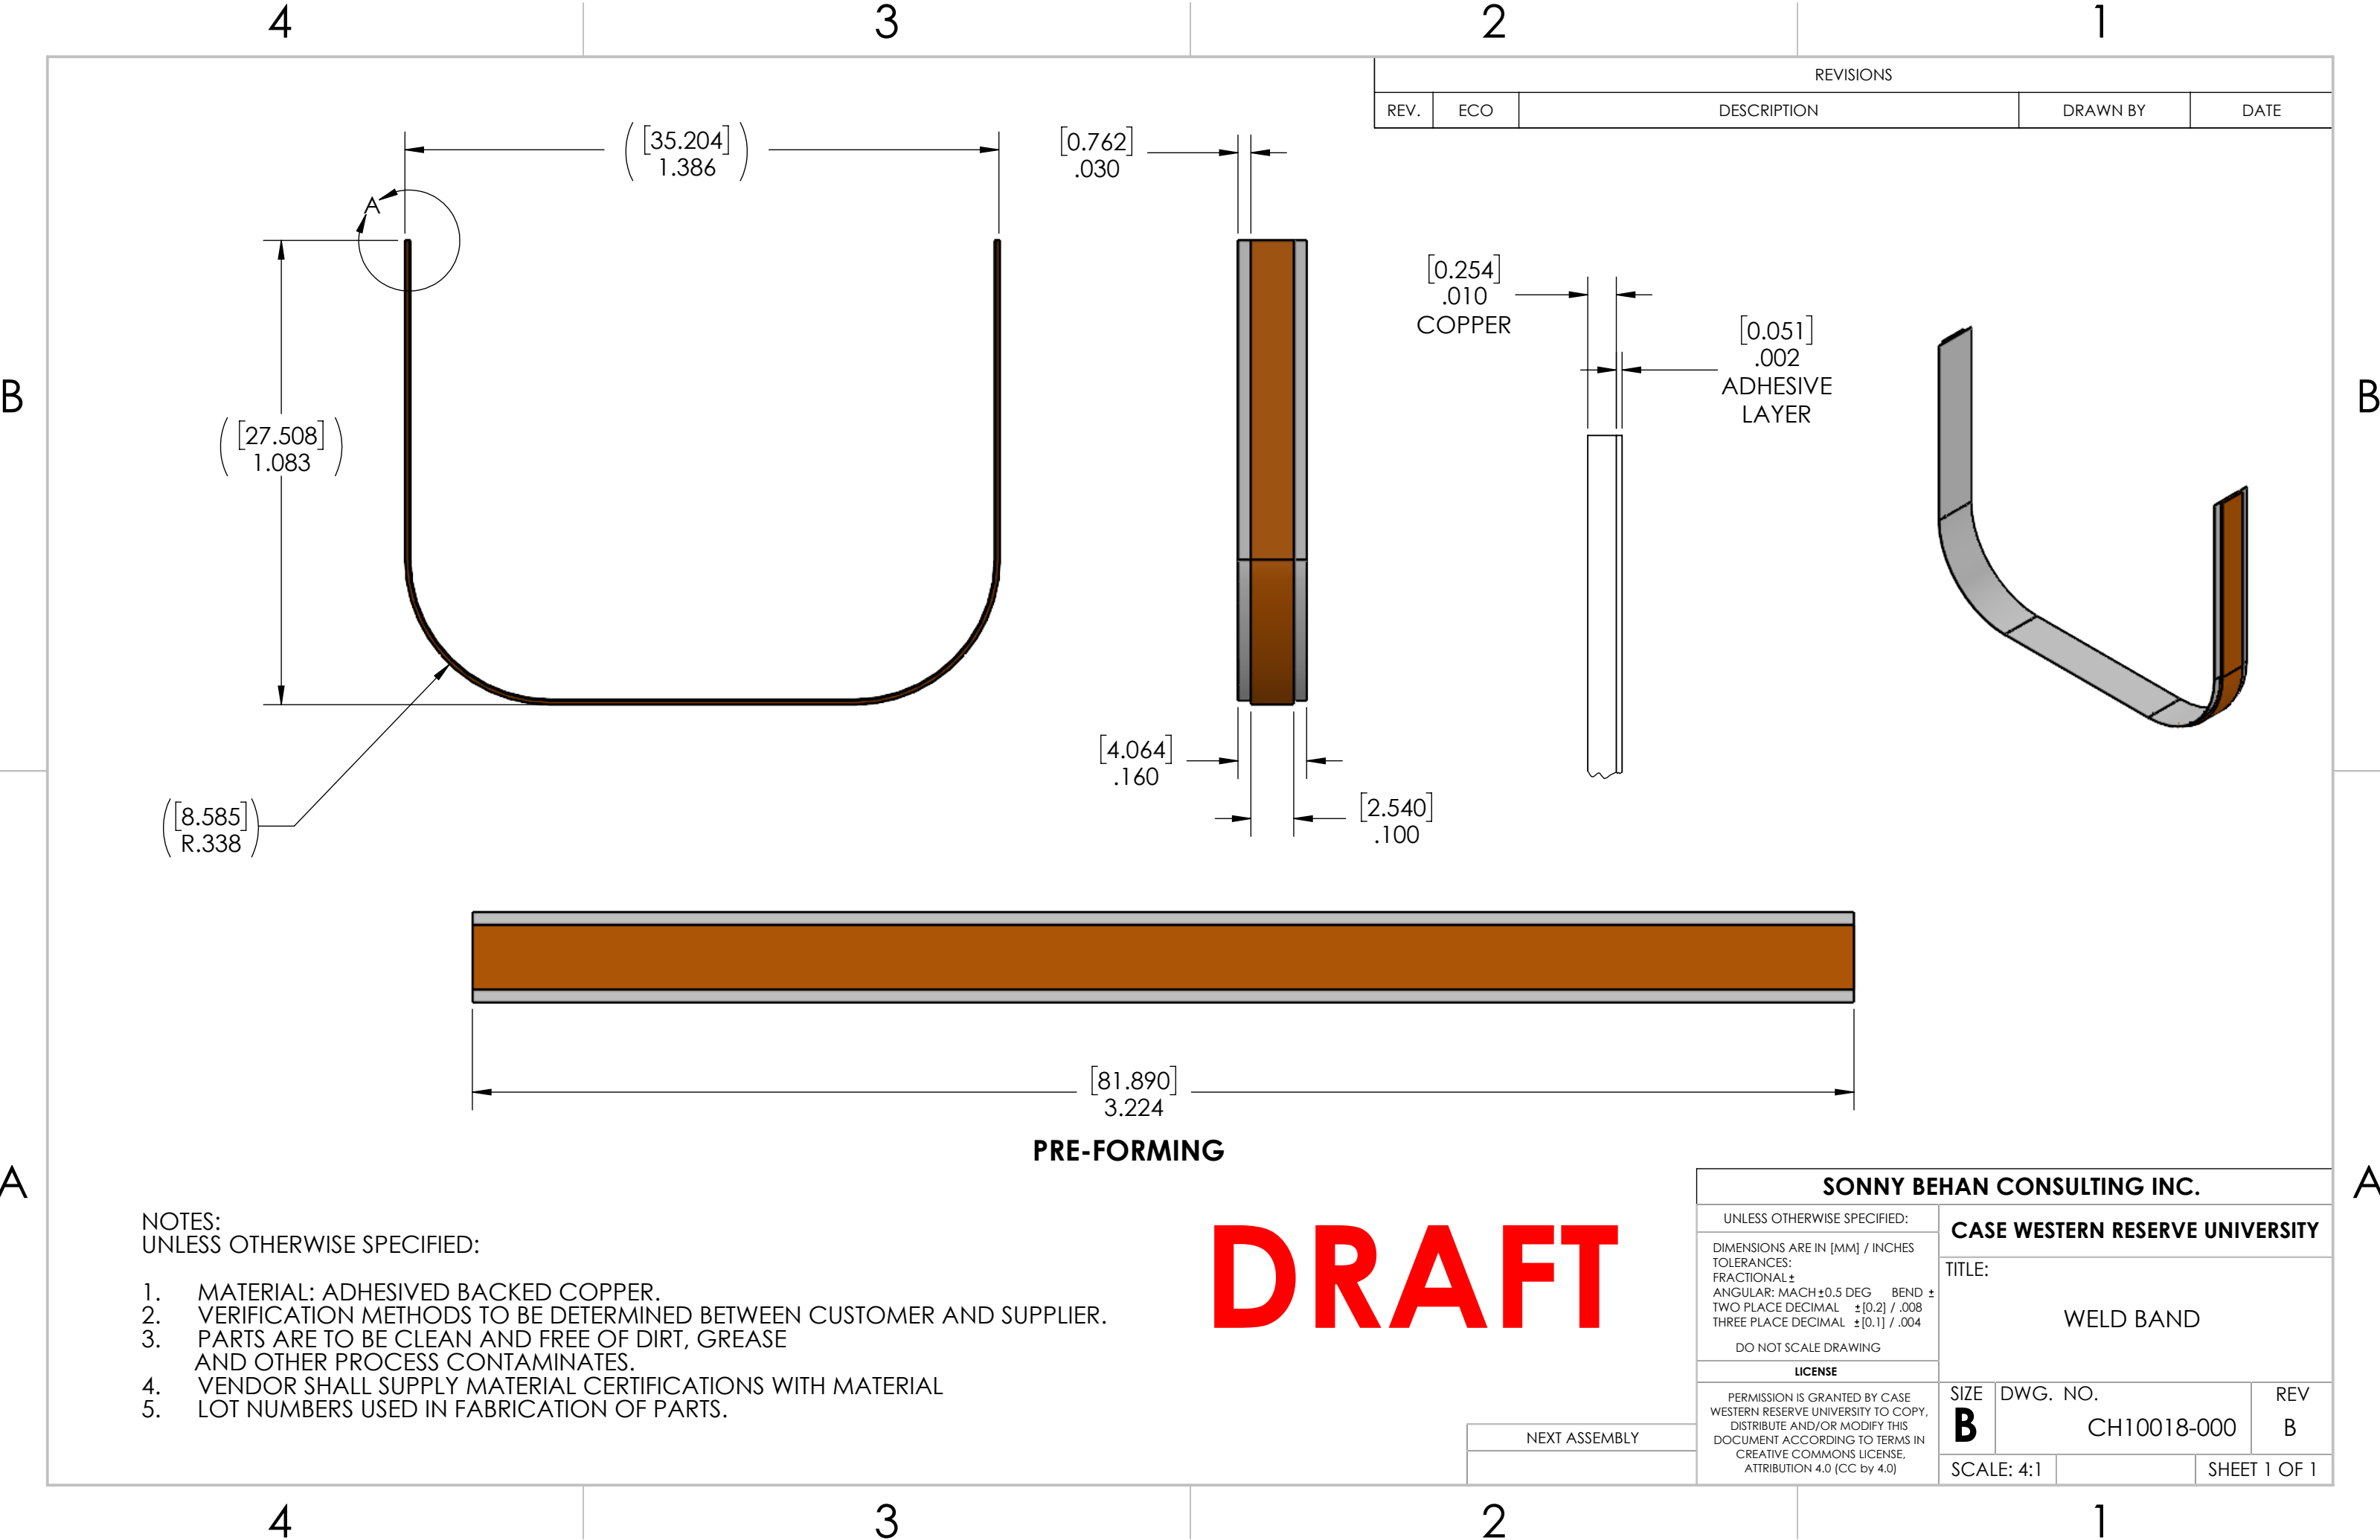 4
3
2
1
REVISIONS
REV.
ECO
DESCRIPTION
DRAWN BY
DATE
([35.204]
1.386)
[0.762]
.030
A
[0.254]
.010
COPPER
[0.051]
.002
ADHESIVE
LAYER
B
B
([27.508]
1.083)
[4.064]
.160
[2.540]
.100
([8.585]
R.338)
[81.890]
3.224
PRE-FORMING
A
A
NOTES:
UNLESS OTHERWISE SPECIFIED:
1. MATERIAL: ADHESIVED BACKED COPPER.
2. VERIFICATION METHODS TO BE DETERMINED BETWEEN CUSTOMER AND SUPPLIER.
3. PARTS ARE TO BE CLEAN AND FREE OF DIRT, GREASE
AND OTHER PROCESS CONTAMINATES.
4. VENDOR SHALL SUPPLY MATERIAL CERTIFICATIONS WITH MATERIAL
5. LOT NUMBERS USED IN FABRICATION OF PARTS.
DRAFT
NEXT ASSEMBLY
SONNY BEHAN CONSULTING INC.
UNLESS OTHERWISE SPECIFIED:
DIMENSIONS ARE IN [MM] / INCHES
TOLERANCES:
FRACTIONAL ±
ANGULAR: MACH ±0.5 DEG BEND ±
TWO PLACE DECIMAL ±[0.2] / .008
THREE PLACE DECIMAL ±[0.1] / .004
DO NOT SCALE DRAWING
LICENSE
PERMISSION IS GRANTED BY CASE
WESTERN RESERVE UNIVERSITY TO COPY,
DISTRIBUTE AND/OR MODIFY THIS
DOCUMENT ACCORDING TO TERMS IN
CREATIVE COMMONS LICENSE,
ATTRIBUTION 4.0 (CC by 4.0)
CASE WESTERN RESERVE UNIVERSITY
TITLE:
WELD BAND
SIZE
B
DWG. NO.
CH10018-000
REV
B
SCALE: 4:1
SHEET 1 OF 1
4
3
2
1